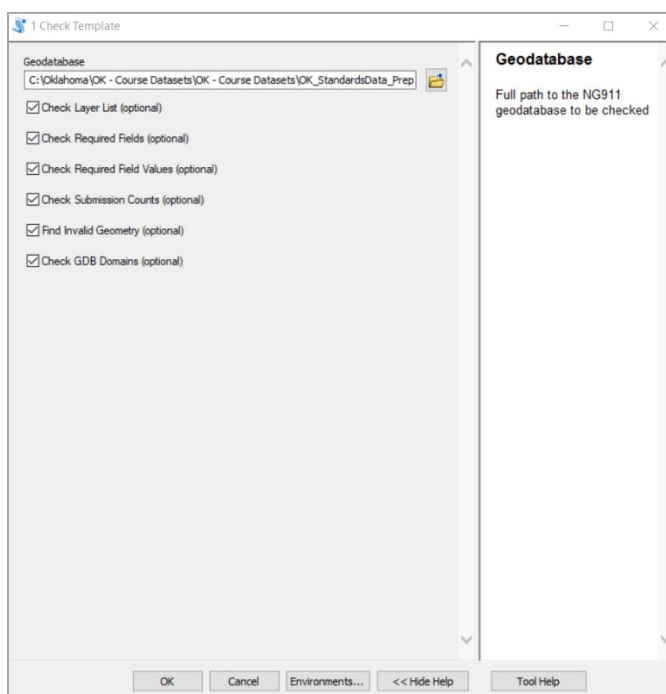 1 Check Template
Geodatabase
C:\Oklahoma\OK - Course Datasets\OK - Course Datasets\OK_StandardsData_Prep
Check Layer List (optional)
Check Required Fields (optional)
Check Required Field Values (optional)
Check Submission Counts (optional)
Find Invalid Geometry (optional)
Check GDB Domains (optional)
Geodatabase
Full path to the NG911
geodatabase to be checked
OK
Cancel
Environments...
<< Hide Help
Tool Help